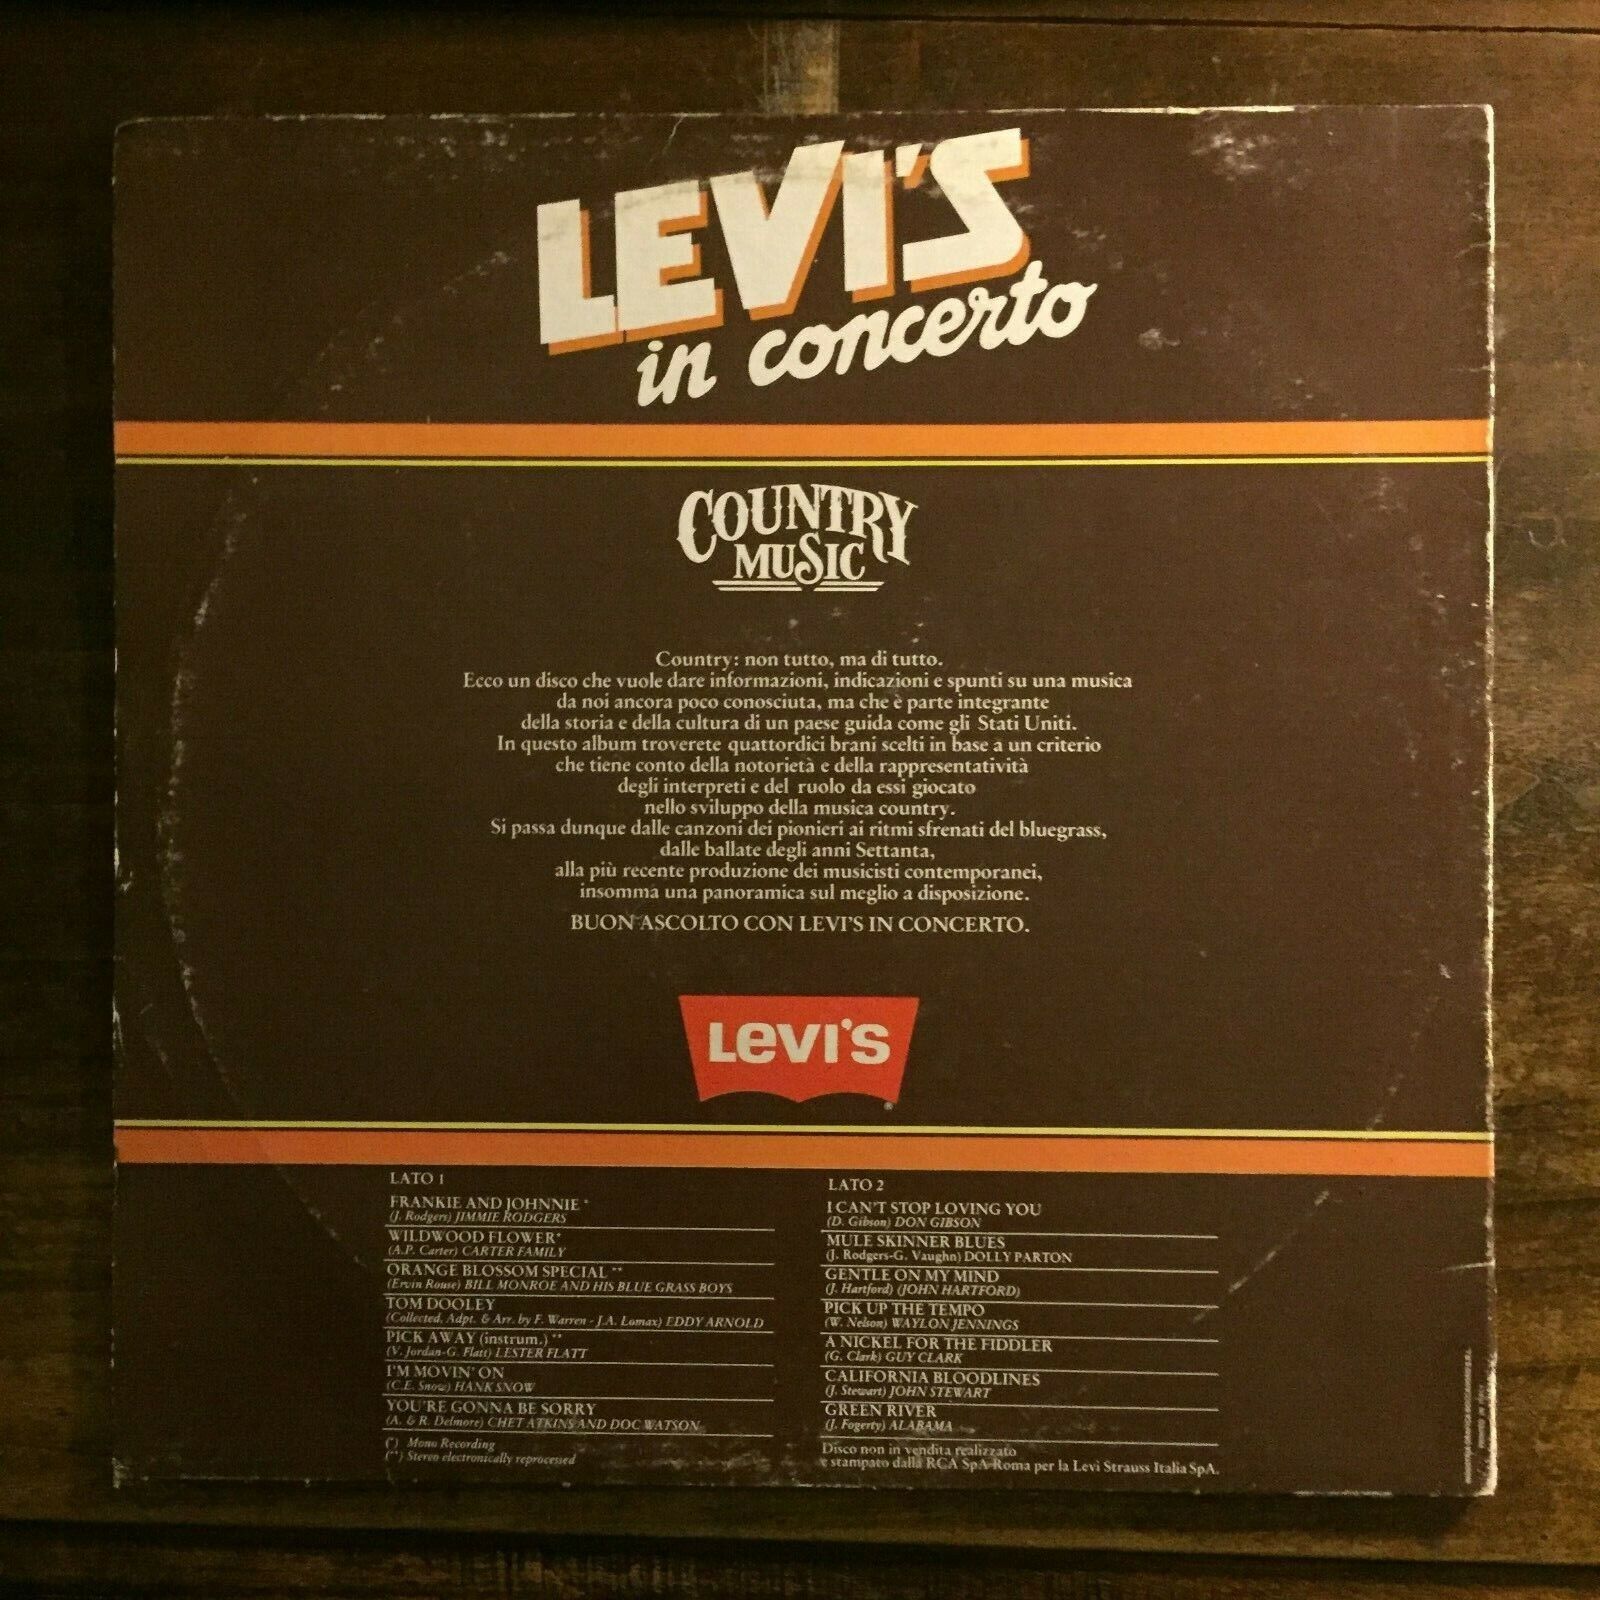 LEVI'S
in concerto
COUNTRY
MUSIC
Country: non tutto, ma di tutto.
Ecco un disco che vuole dare informazioni, indicazioni e spunti su una musica
da noi ancora poco conosciuta, ma che è parte integrante
della storia e della cultura di un paese guida come gli Stati Uniti.
In questo album troverete quattordici brani scelti in base a un criterio
che tiene conto della notorietà e della rappresentatività
degli interpreti e del ruolo da essi giocato
nello sviluppo della musica country.
Si passa dunque dalle canzoni dei pionieri ai ritmi sfrenati del bluegrass,
dalle ballate degli anni Settanta,
alla più recente produzione dei musicisti contemporanei,
insomma una panoramica sul meglio a disposizione.
BUON ASCOLTO CON LEVI'S IN CONCERTO.
Levi's
®
LATO 1
FRANKIE AND JOHNNIE *
(J. Rodgers) JIMMIE RODGERS
WILDWOOD FLOWER*
(A.P. Carter) CARTER FAMILY
ORANGE BLOSSOM SPECIAL **
(Ervin Rouse) BILL MONROE AND HIS BLUE GRASS BOYS
TOM DOOLEY
(Collected, Adpt. & Arr. by F. Warren - J.A. Lomax) EDDY ARNOLD
PICK AWAY (instrum.) **
(V. Jordan-G. Flatt) LESTER FLATT
I'M MOVIN' ON
(C.E. Snow) HANK SNOW
YOU'RE GONNA BE SORRY
(A. & R. Delmore) CHET ATKINS AND DOC WATSON
(*) Mono Recording
(**) Stereo electronically reprocessed
LATO 2
I CAN'T STOP LOVING YOU
(D. Gibson) DON GIBSON
MULE SKINNER BLUES
(J. Rodgers-G. Vaughn) DOLLY PARTON
GENTLE ON MY MIND
(J. Hartford) (JOHN HARTFORD)
PICK UP THE TEMPO
(W. Nelson) WAYLON JENNINGS
A NICKEL FOR THE FIDDLER
(G. Clark) GUY CLARK
CALIFORNIA BLOODLINES
(J. Stewart) JOHN STEWART
GREEN RIVER
(J. Fogerty) ALABAMA
Disco non in vendita realizzato
e stampato dalla RCA SpA Roma per la Levi Strauss Italia SpA.